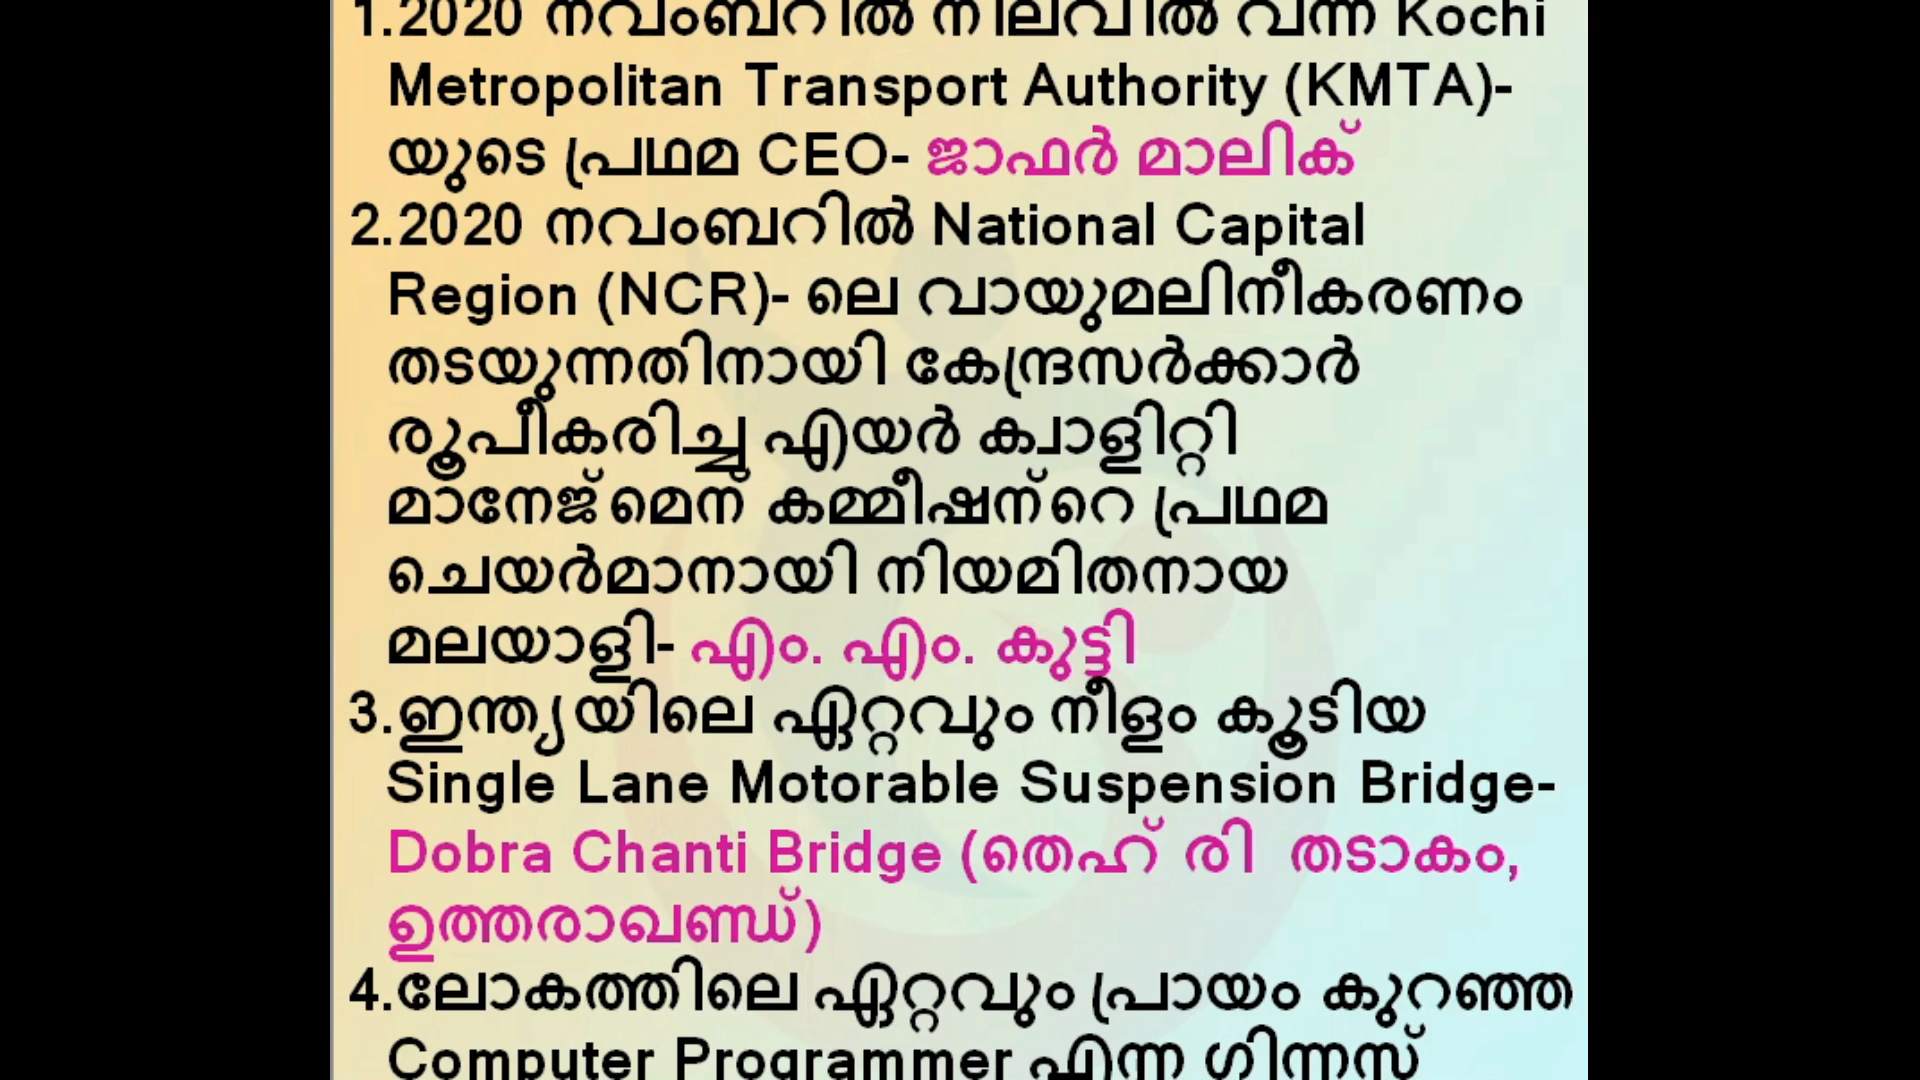 1.2020 നവംബറിൽ നിലവിൽ വന്ന Kochi
Metropolitan Transport Authority (KMTA)-
യുടെ പ്രഥമ CEO- ജാഫർ മാലിക്
2.2020 നവംബറിൽ National Capital
Region (NCR)- ലെ വായുമലിനീകരണം
തടയുന്നതിനായി കേന്ദ്രസർക്കാർ
രൂപീകരിച്ച എയർ ക്വാളിറ്റി
മാനേജ്മെന് കമ്മീഷന്റെ പ്രഥമ
ചെയർമാനായി നിയമിതനായ
മലയാളി- എം. എം. കുട്ടി
3.ഇന്ത്യയിലെ ഏറ്റവും നീളം കൂടിയ
Single Lane Motorable Suspension Bridge-
Dobra Chanti Bridge (തെഹ് രി തടാകം,
ഉത്തരാഖണ്ഡ്)
4.ലോകത്തിലെ ഏറ്റവും പ്രായം കുറഞ്ഞ
Computer Programmer എന്ന ഗിന്നസ്